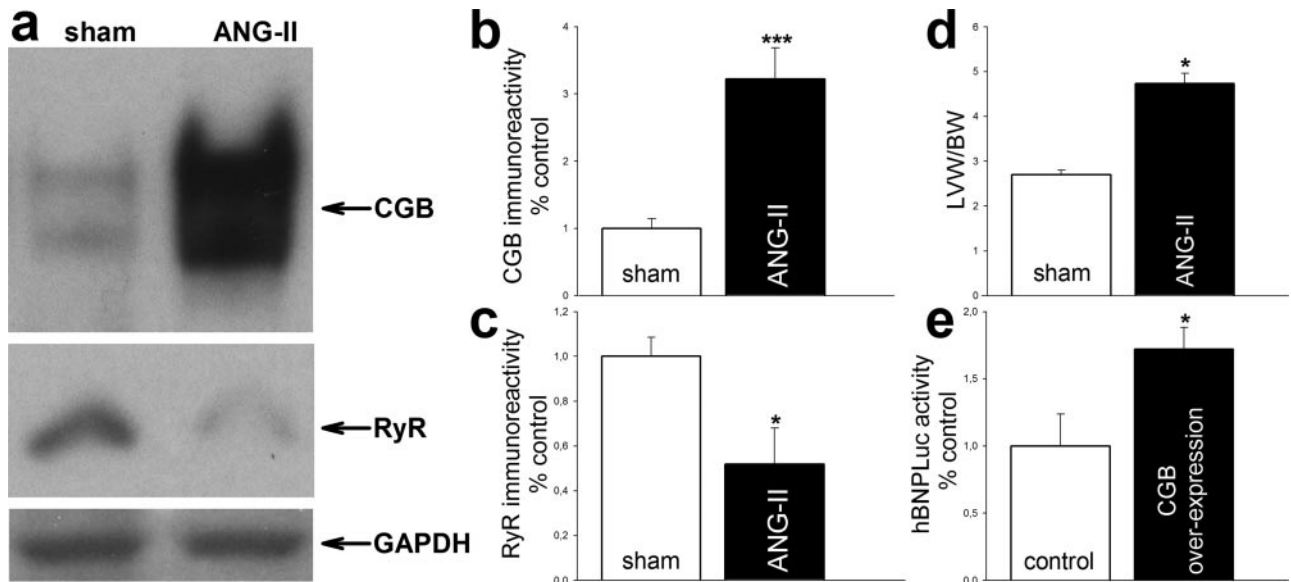 a
sham ANG-II
CGB
RyR
GAPDH
b
CGB immunoreactivity
% control
4
3
2
1
0
***
sham
ANG-II
c
RyR immunoreactivity
% control
1,2
1,0
0,8
0,6
0,4
0,2
0,0
*
sham
ANG-II
d
LVW/BW
6
5
4
3
2
1
0
*
sham
ANG-II
e
hBNPLuc activity
% control
2,0
1,5
1,0
0,5
0,0
*
control
CGB
over-expression